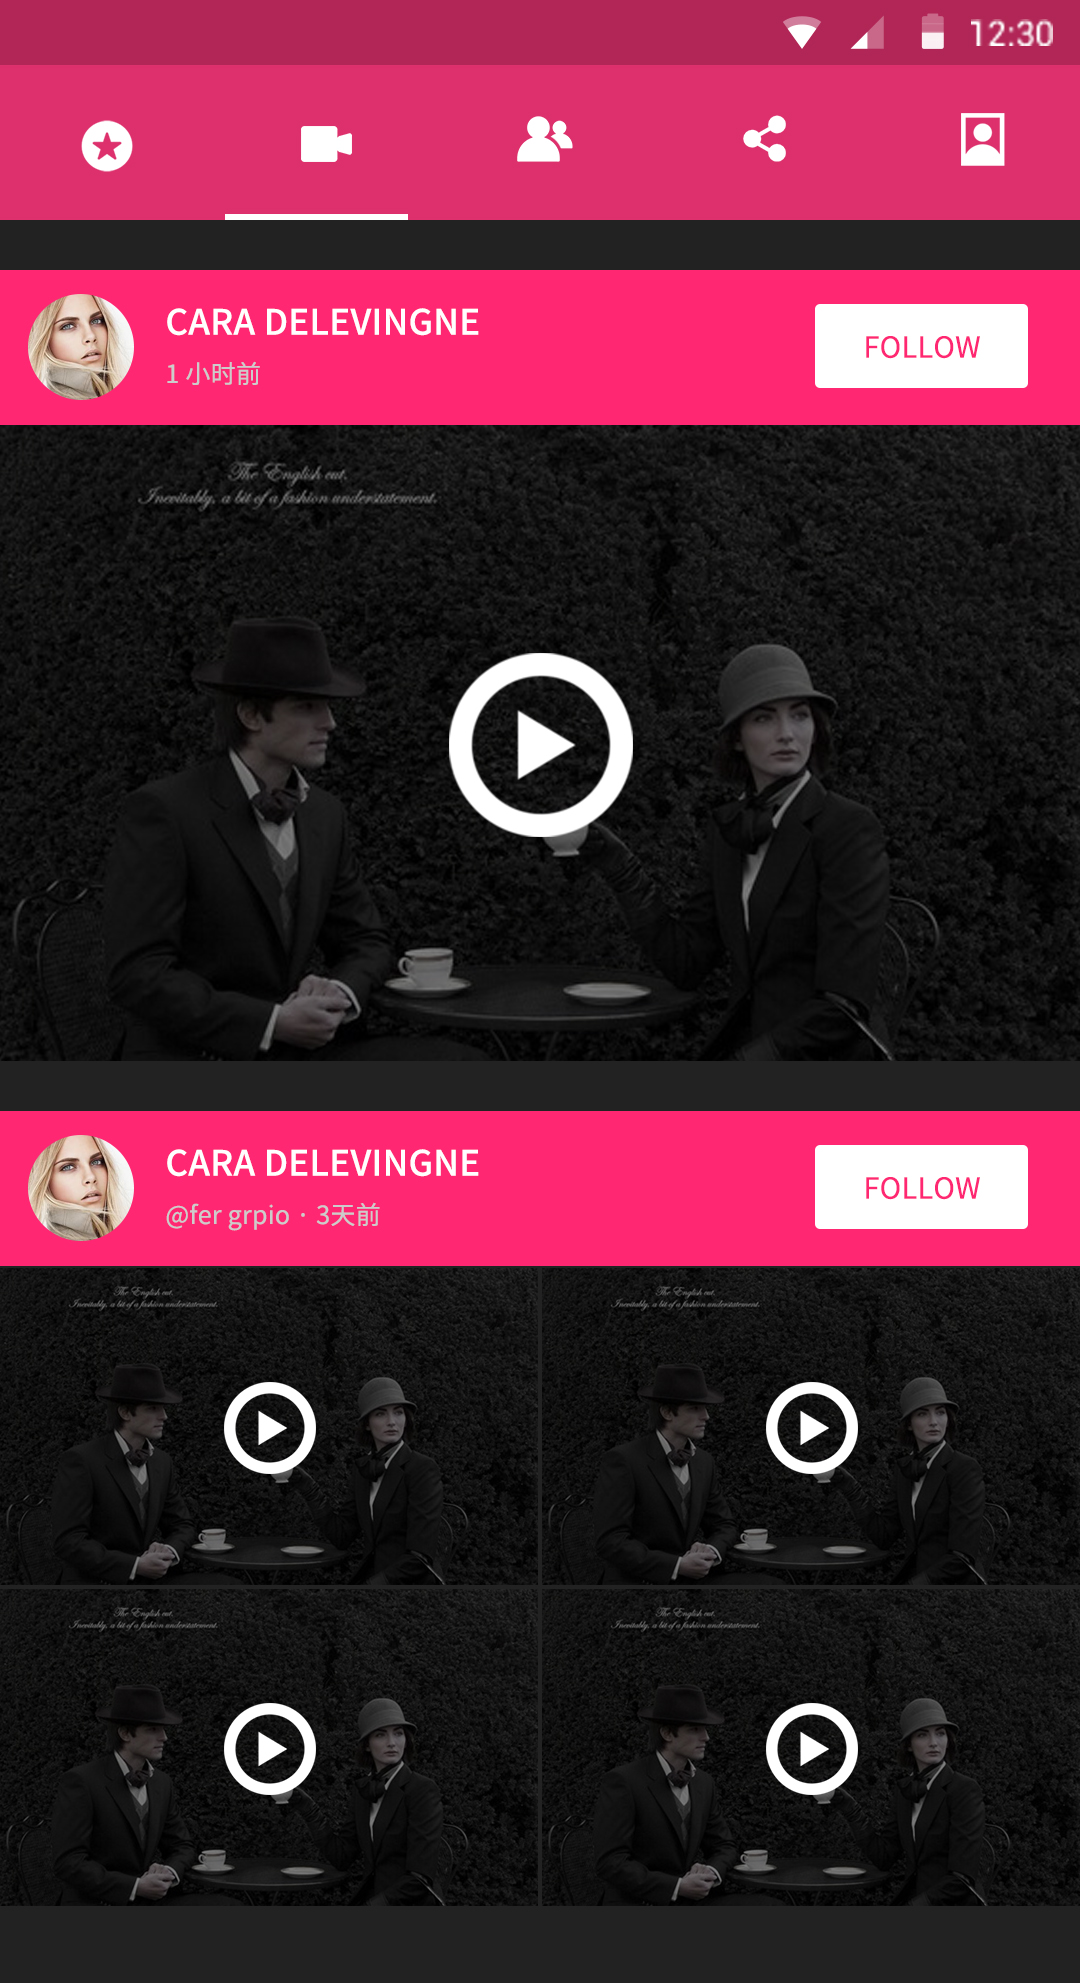 12:30
CARA DELEVINGNE
1 小时前
FOLLOW
The English cut.
Inevitably, a bit of a fashion understatement.
CARA DELEVINGNE
@fer grpio · 3天前
FOLLOW
The English cut.
Inevitably, a bit of a fashion understatement.
The English cut.
Inevitably, a bit of a fashion understatement.
The English cut.
Inevitably, a bit of a fashion understatement.
The English cut.
Inevitably, a bit of a fashion understatement.